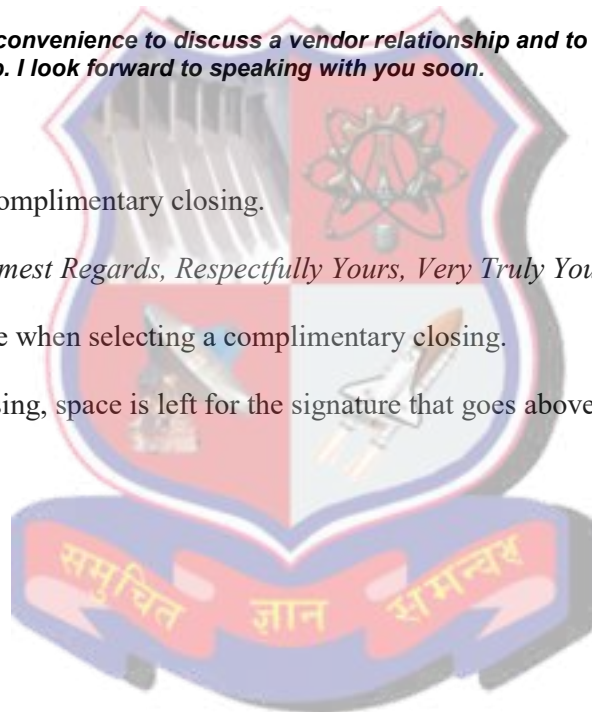 convenience to discuss a vendor relationship and to
. I look forward to speaking with you soon.
omplimentary closing.
mest Regards, Respectfully Yours, Very Truly You
e when selecting a complimentary closing.
sing, space is left for the signature that goes above
समुचित ज्ञान समन्वय